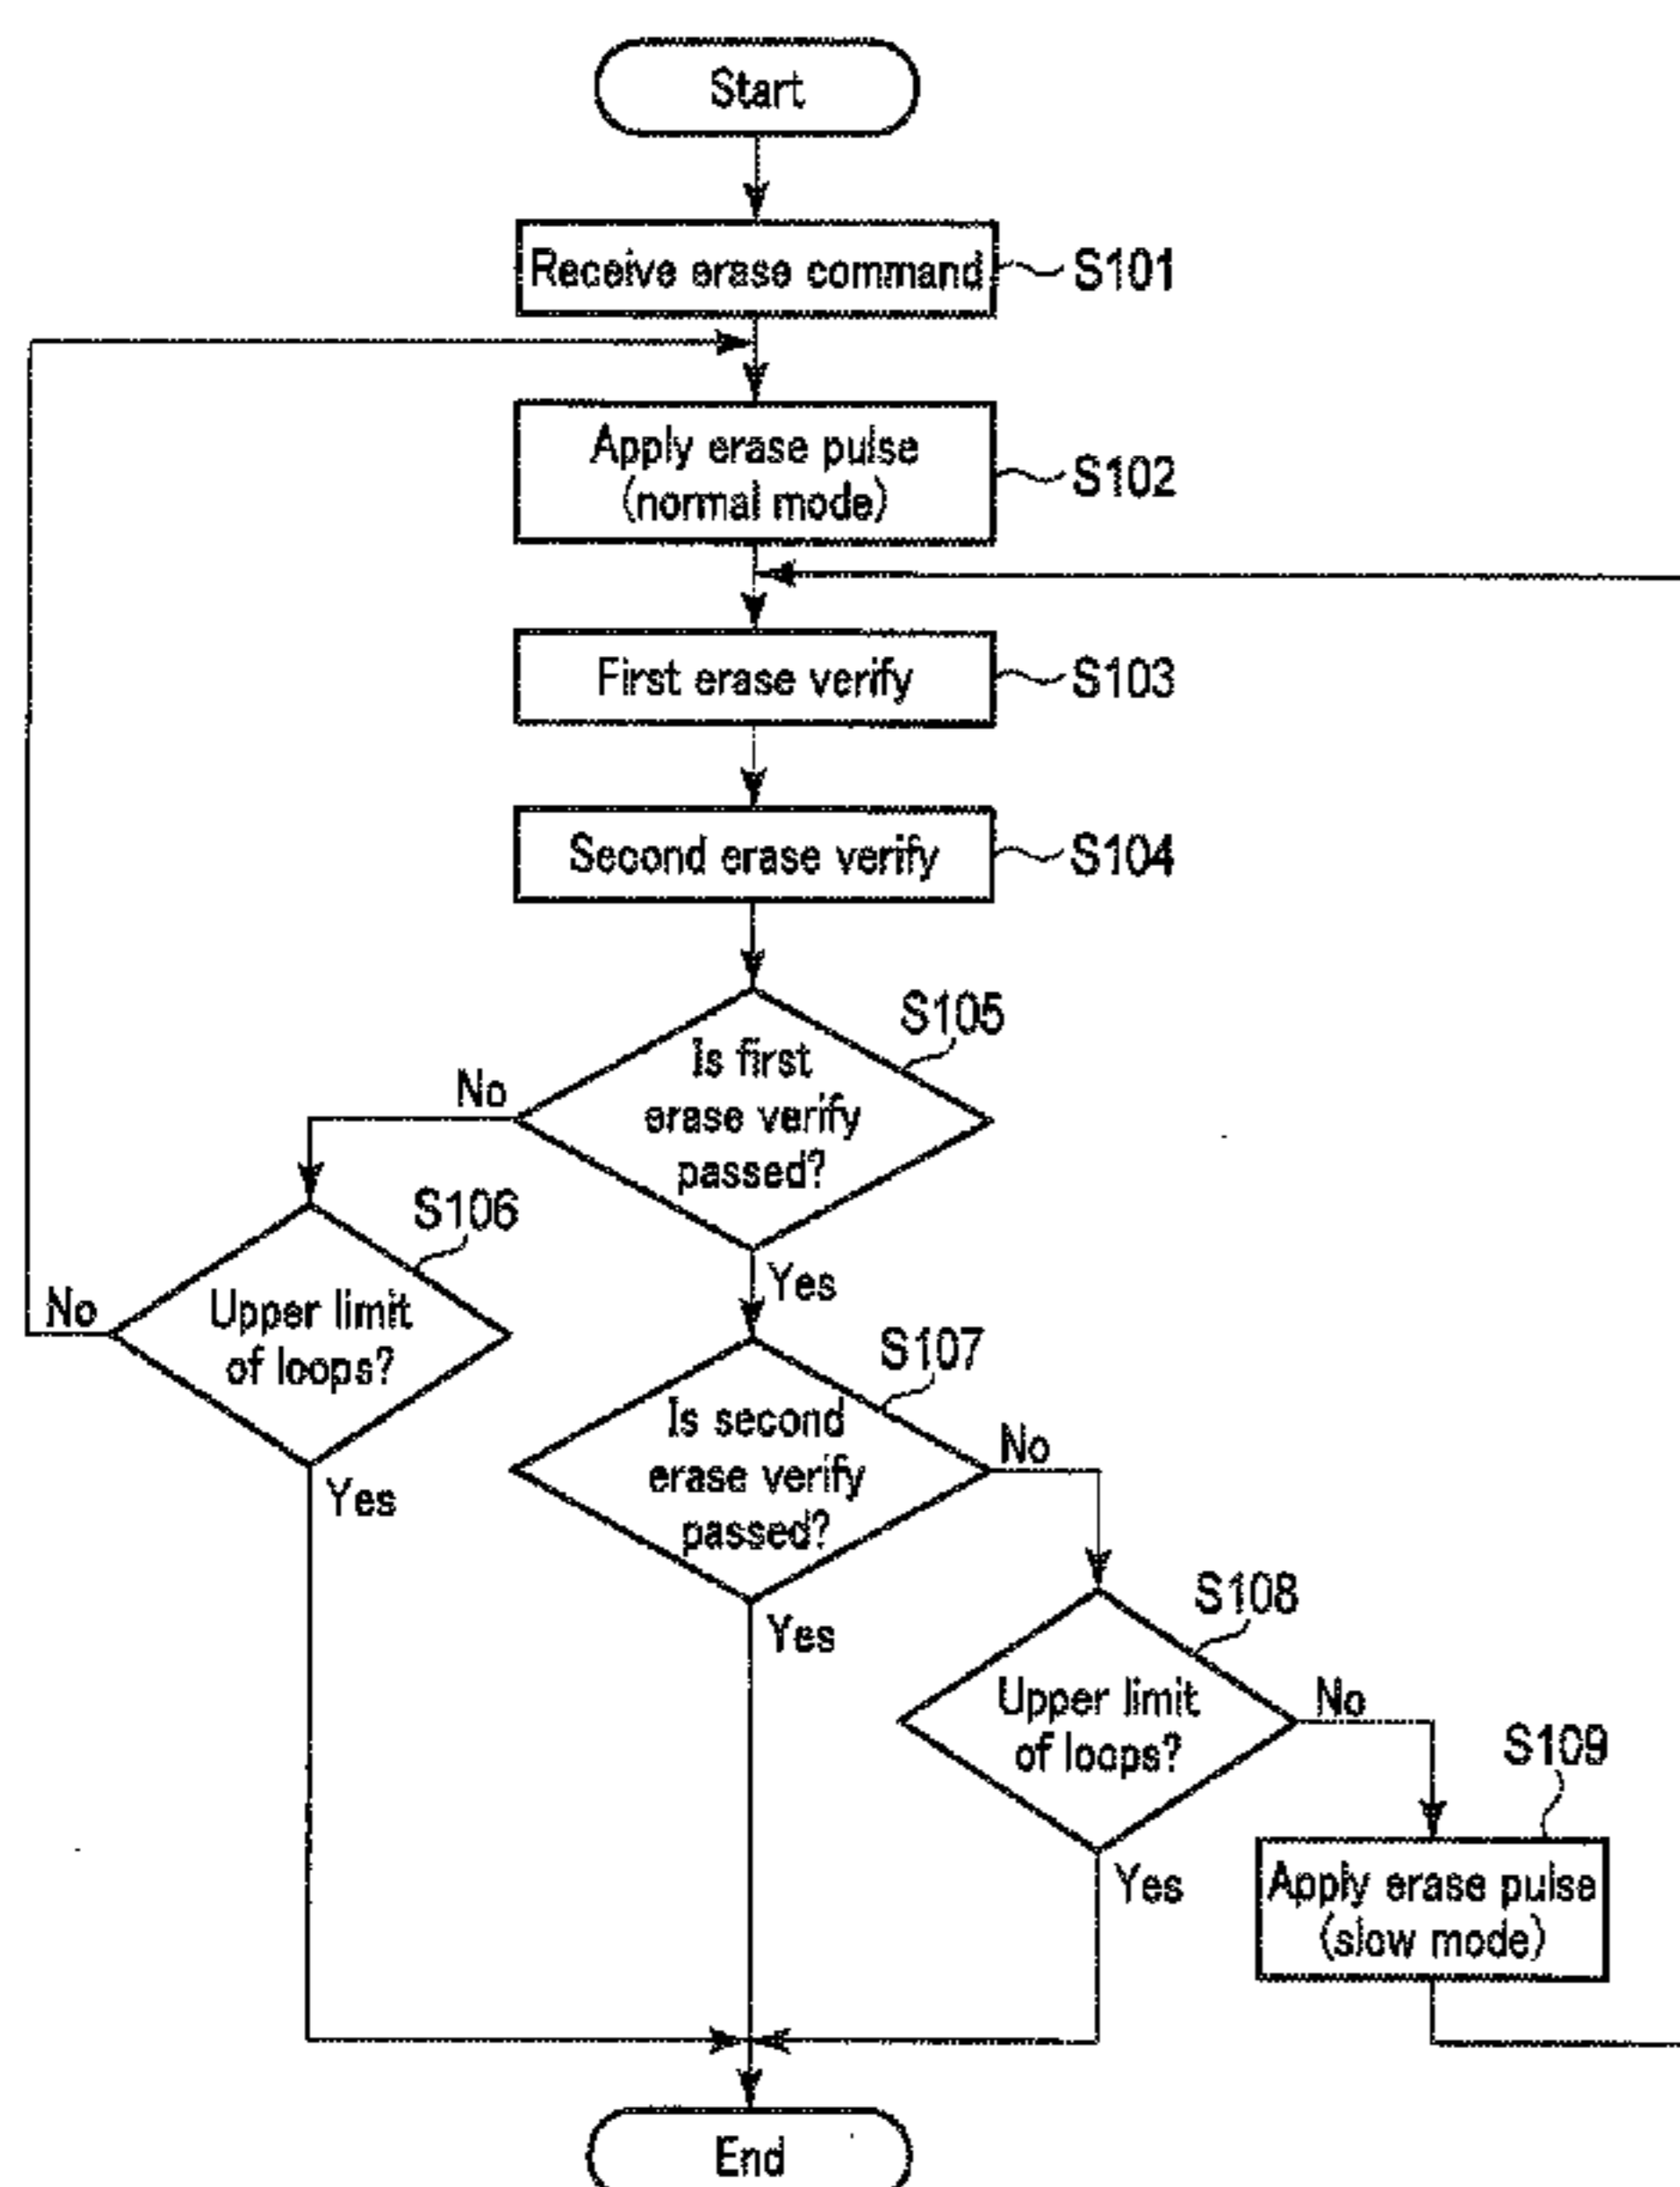 Start
Receive erase command
S101
Apply erase pulse
(normal mode)
S102
First erase verify
S103
Second erase verify
S104
S105
Is first
erase verify
passed?
No
Yes
S106
Upper limit
of loops?
No
Yes
S107
Is second
erase verify
passed?
No
Yes
S108
Upper limit
of loops?
No
Yes
S109
Apply erase pulse
(slow mode)
End